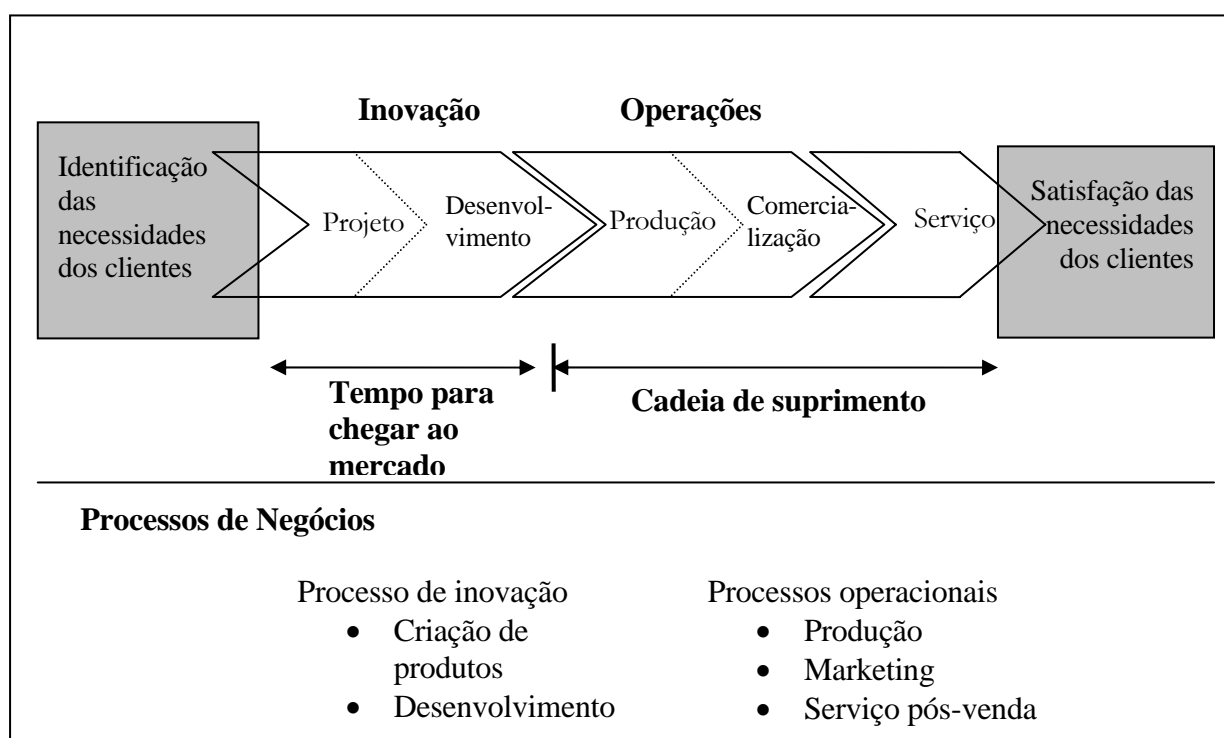 Inovação
Operações
Identificação
das
necessidades
dos clientes
Projeto
Desenvol-
vimento
Produção
Comercia-
lização
Serviço
Satisfação das
necessidades
dos clientes
Tempo para
chegar ao
mercado
Cadeia de suprimento
Processos de Negócios
Processo de inovação
• Criação de
produtos
• Desenvolvimento
Processos operacionais
• Produção
• Marketing
• Serviço pós-venda